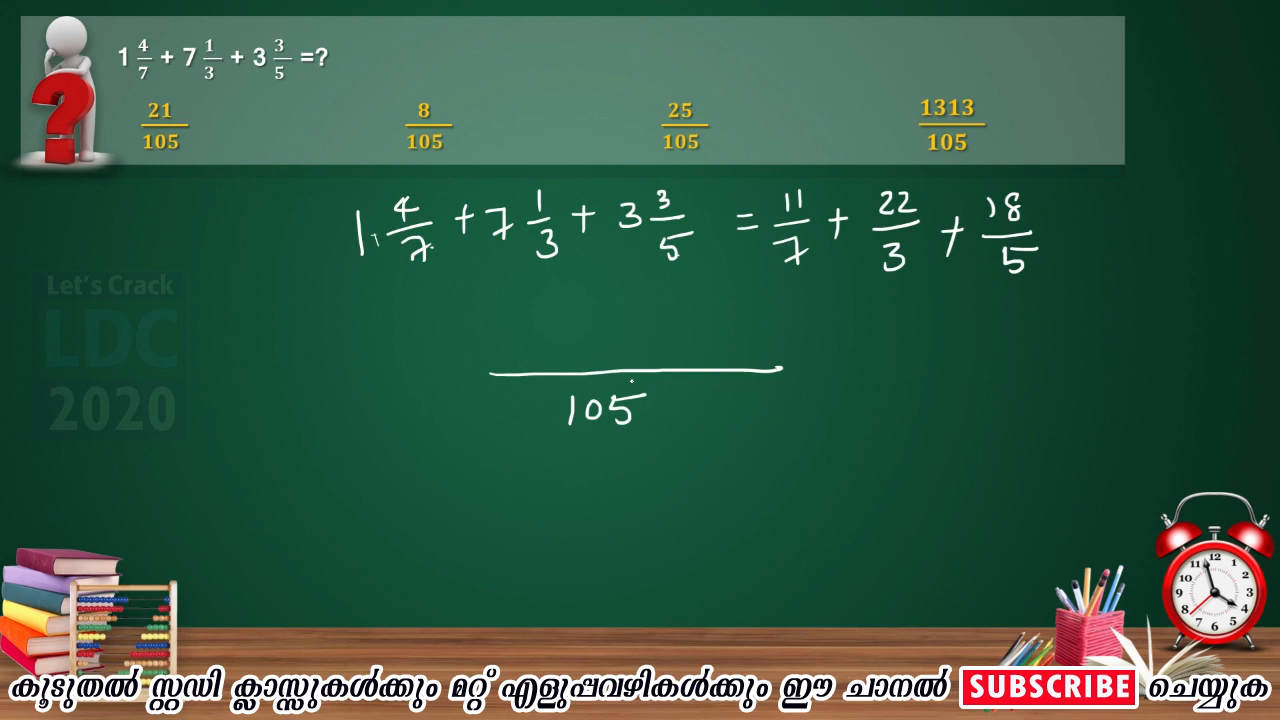 1 4/7 + 7 1/3 + 3 3/5 =?
21/105 8/105 25/105 1313/105
1 4/7 + 7 1/3 + 3 3/5 = 11/7 + 22/3 + 18/5
105
Let's Crack
LDC
2020
കൂടുതൽ സ്റ്റഡി ക്ലാസ്സുകൾക്കും മറ്റ് എളുപ്പവഴികൾക്കും ഈ ചാനൽ SUBSCRIBE ചെയ്യുക